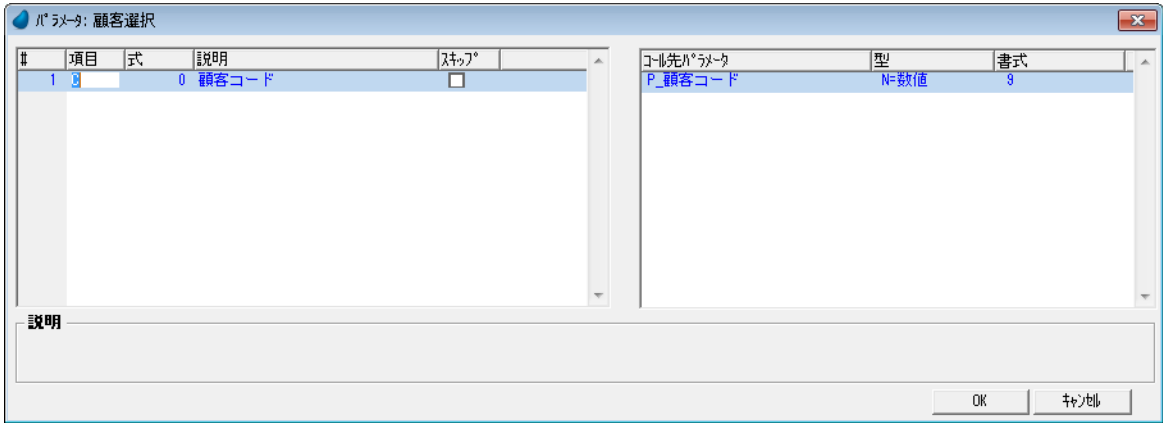 ﾊﾟﾗﾒｰﾀ: 顧客選択
# 項目 式 説明 ｽｷｯﾌﾟ
1 C 0 顧客コード
ｺｰﾙ先ﾊﾟﾗﾒｰﾀ 型 書式
P_顧客コード N=数値 9
説明
OK ｷｬﾝｾﾙ